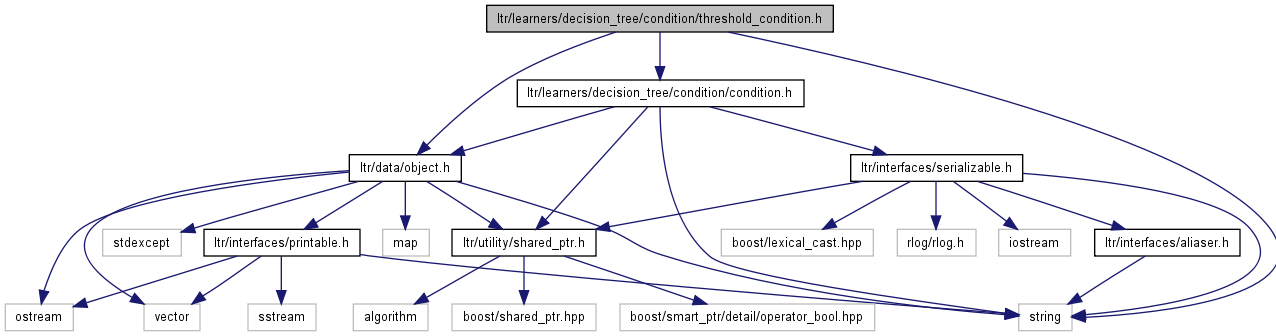 ltr/learners/decision_tree/condition/threshold_condition.h
ltr/learners/decision_tree/condition/condition.h
ltr/data/object.h
ltr/interfaces/serializable.h
stdexcept
ltr/interfaces/printable.h
map
ltr/utility/shared_ptr.h
boost/lexical_cast.hpp
rlog/rlog.h
iostream
ltr/interfaces/aliaser.h
ostream
vector
sstream
algorithm
boost/shared_ptr.hpp
boost/smart_ptr/detail/operator_bool.hpp
string